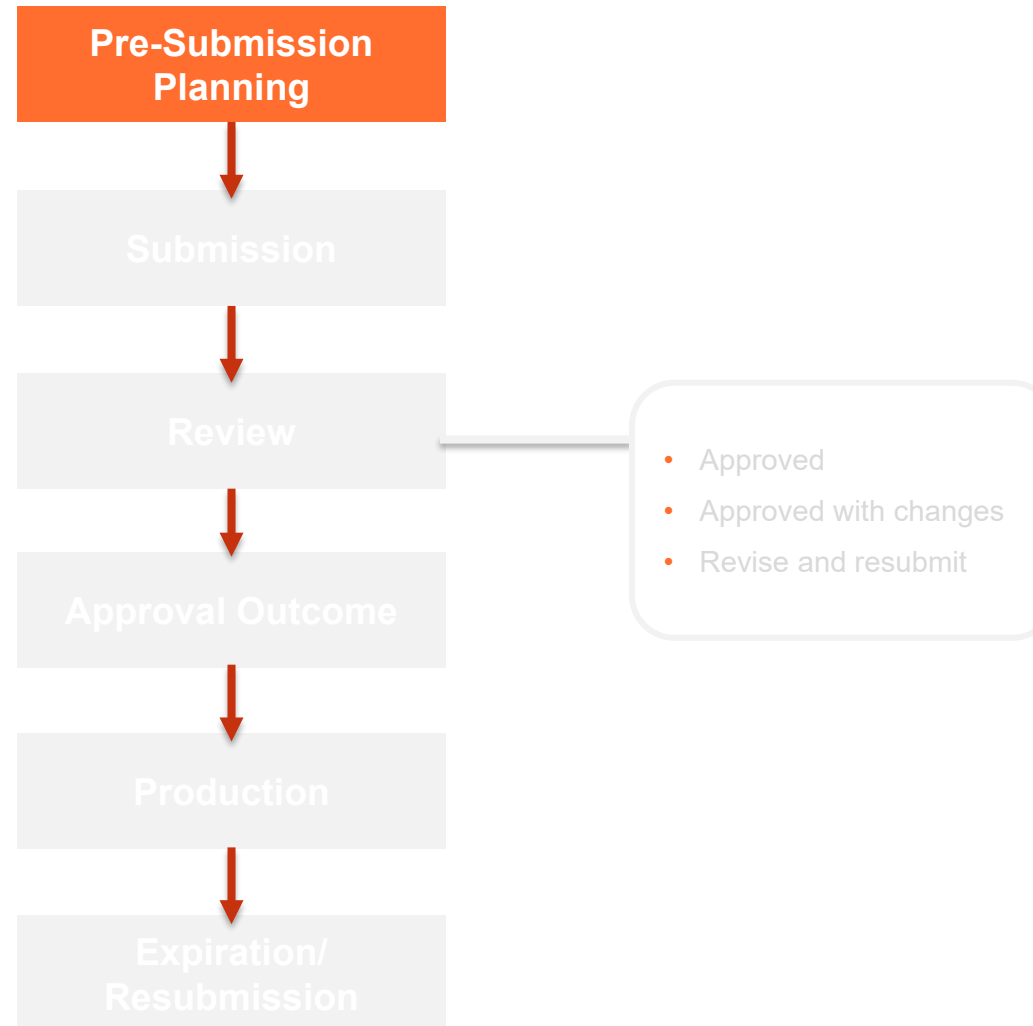 Pre-Submission
Planning
Submission
Review
• Approved
• Approved with changes
• Revise and resubmit
Approval Outcome
Production
Expiration/
Resubmission